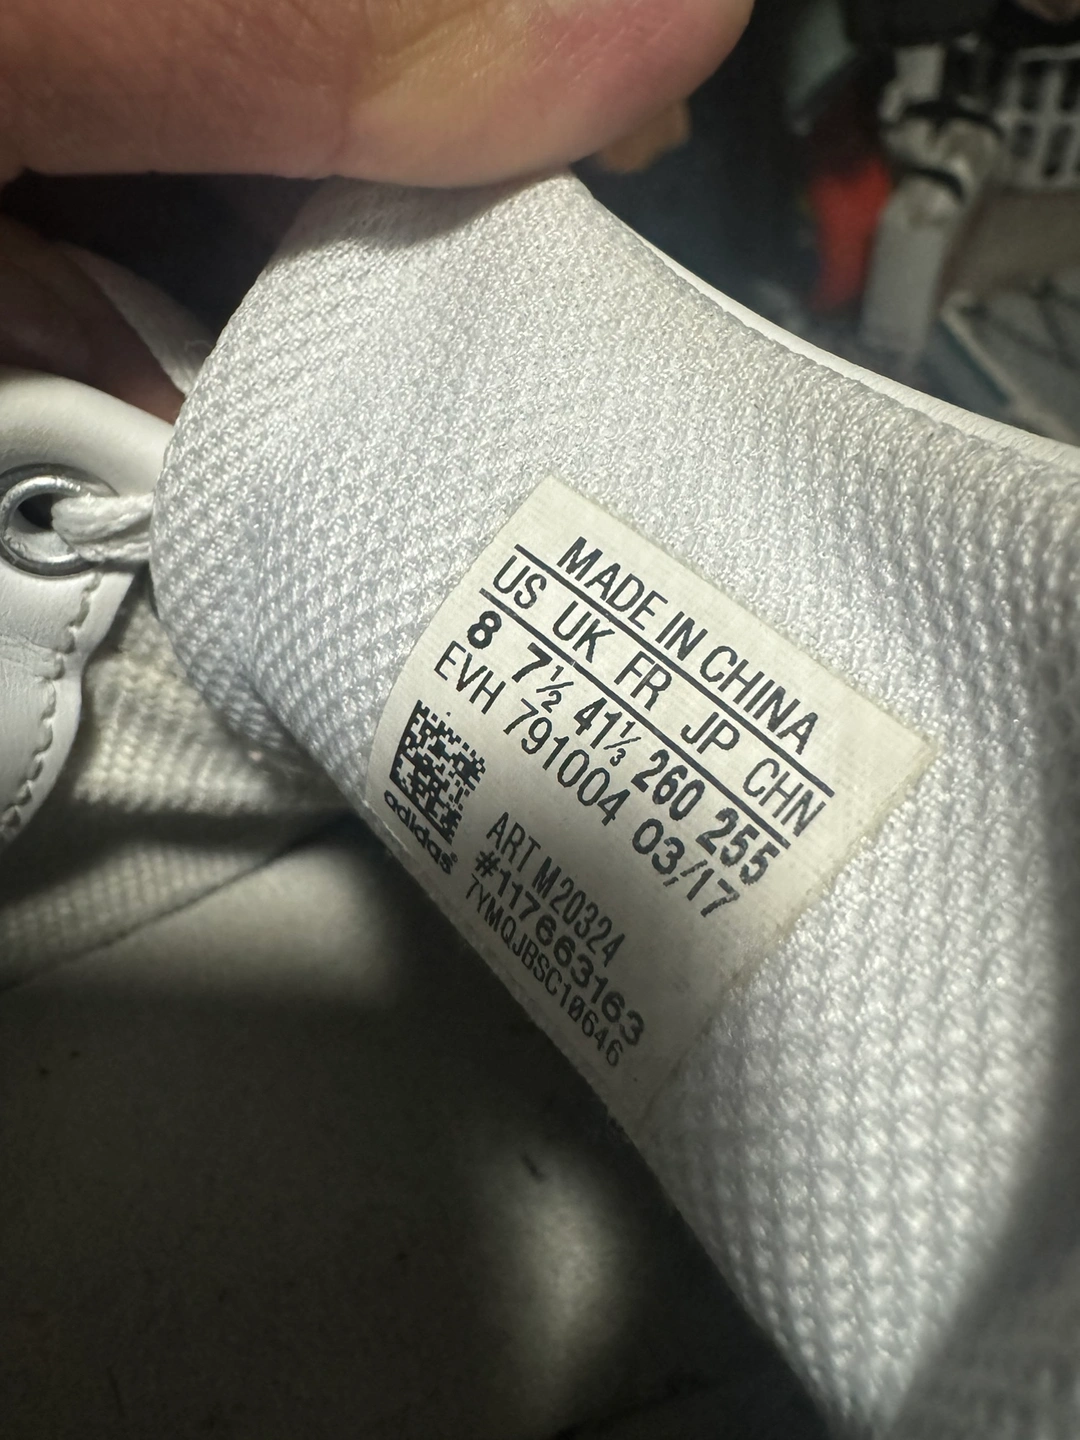 MADE IN CHINA
US UK FR JP CHN
8 7½ 41⅓ 260 255
EVH 791004 03/17
adidas
ART M20324
#117663163
7YMQJBSC10646